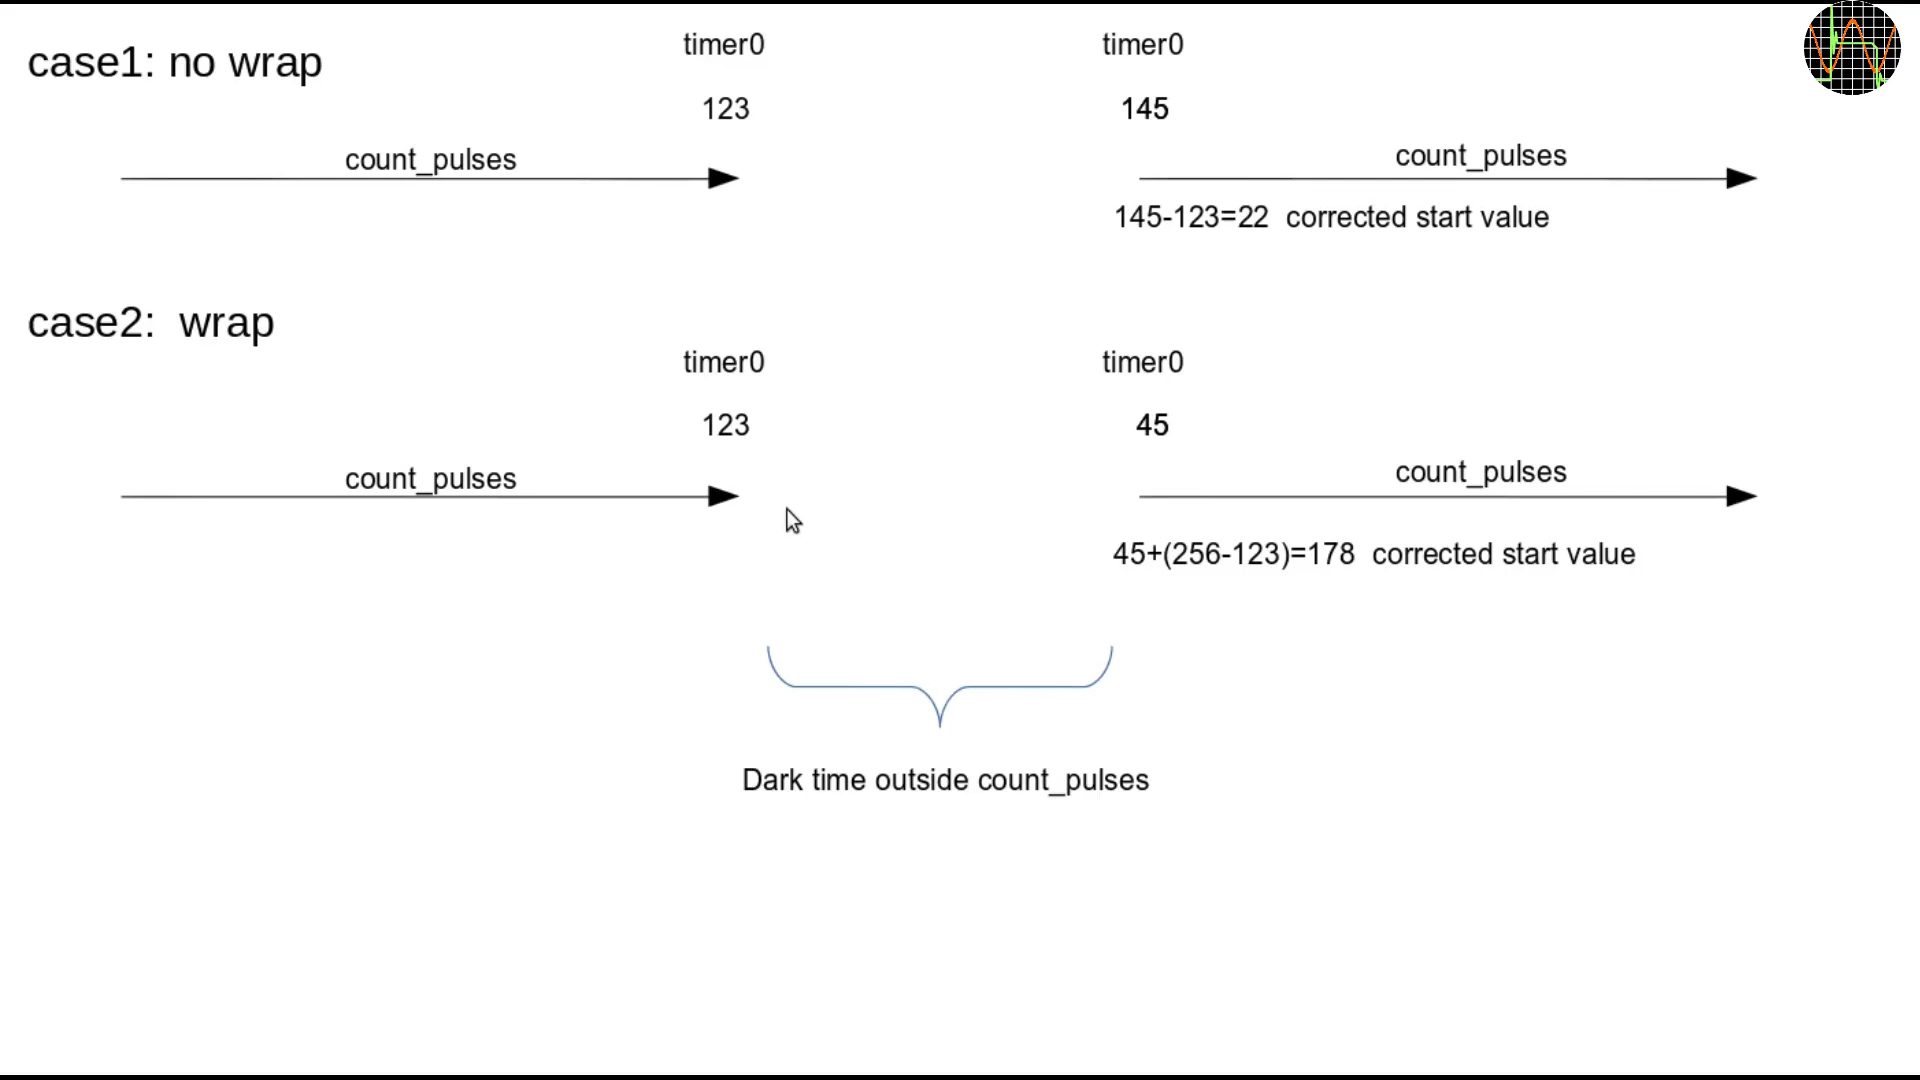 case1: no wrap
timer0
timer0
123
145
count_pulses
count_pulses
145-123=22 corrected start value
case2: wrap
timer0
timer0
123
45
count_pulses
count_pulses
45+(256-123)=178 corrected start value
Dark time outside count_pulses